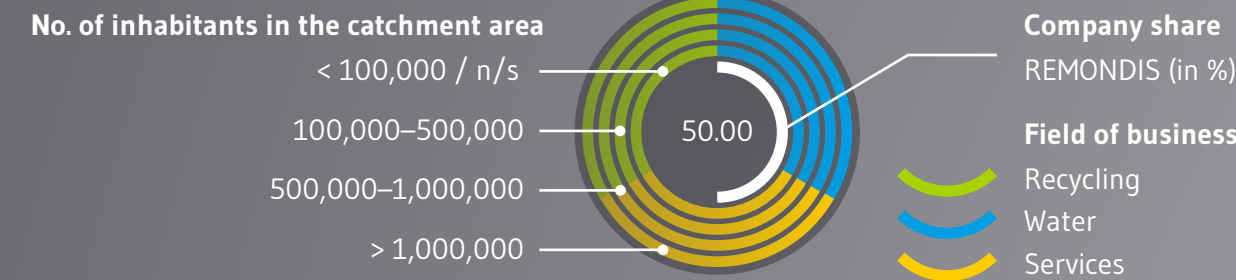 No. of inhabitants in the catchment area
< 100,000 / n/s
100,000–500,000
500,000–1,000,000
> 1,000,000
50.00
Company share
REMONDIS (in %)
Field of business
Recycling
Water
Services